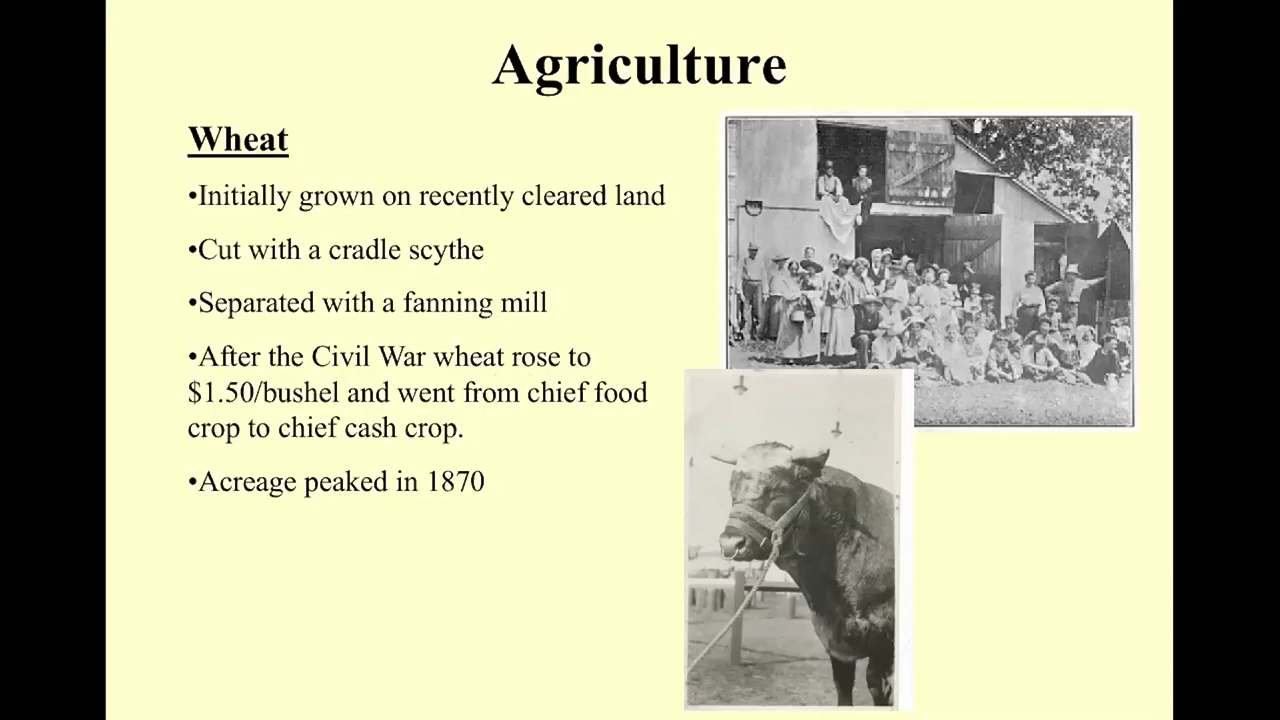 Agriculture
Wheat
•Initially grown on recently cleared land
•Cut with a cradle scythe
•Separated with a fanning mill
•After the Civil War wheat rose to
$1.50/bushel and went from chief food
crop to chief cash crop.
•Acreage peaked in 1870